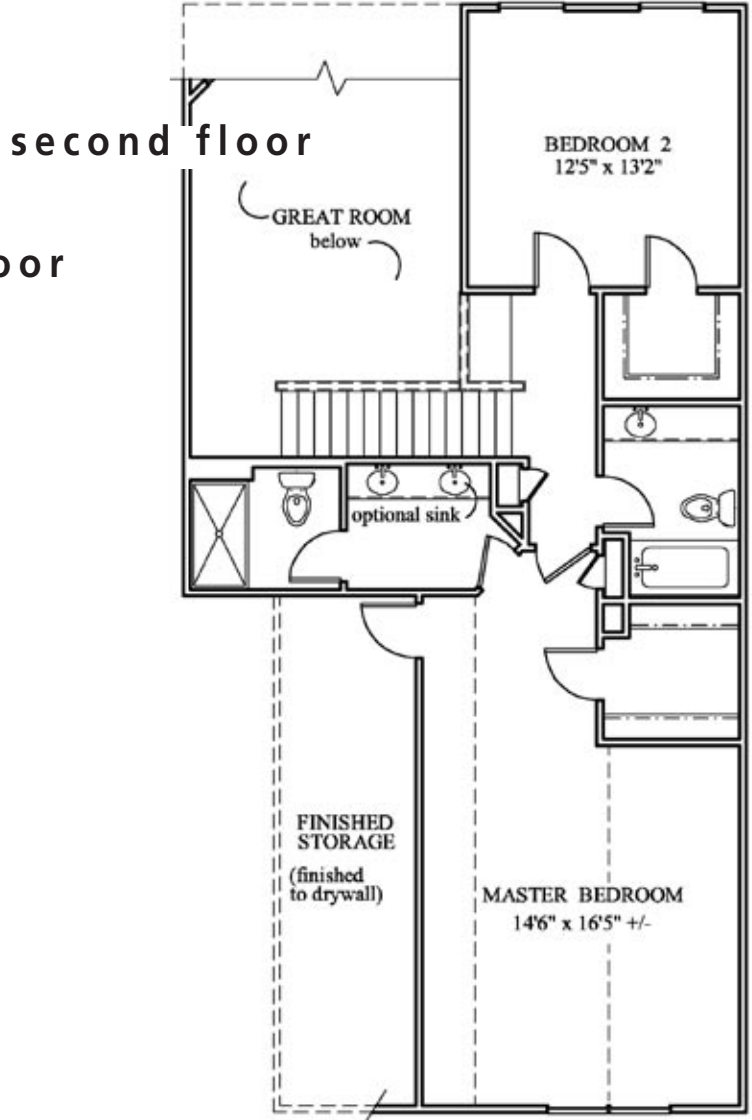 second floor
oor
BEDROOM 2
12'5" x 13'2"
GREAT ROOM
below
optional sink
FINISHED
STORAGE
(finished
to drywall)
MASTER BEDROOM
14'6" x 16'5" +/-